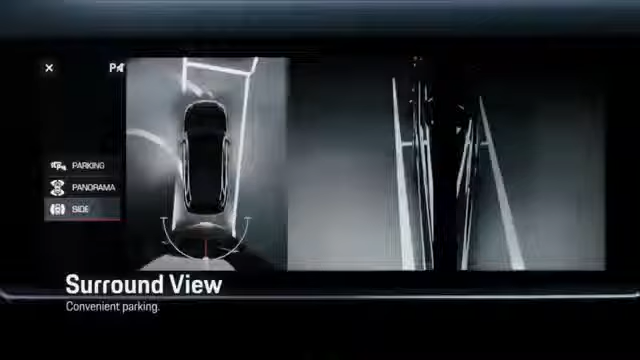 PARKING
PANORAMA
SIDE
Surround View
Convenient parking.